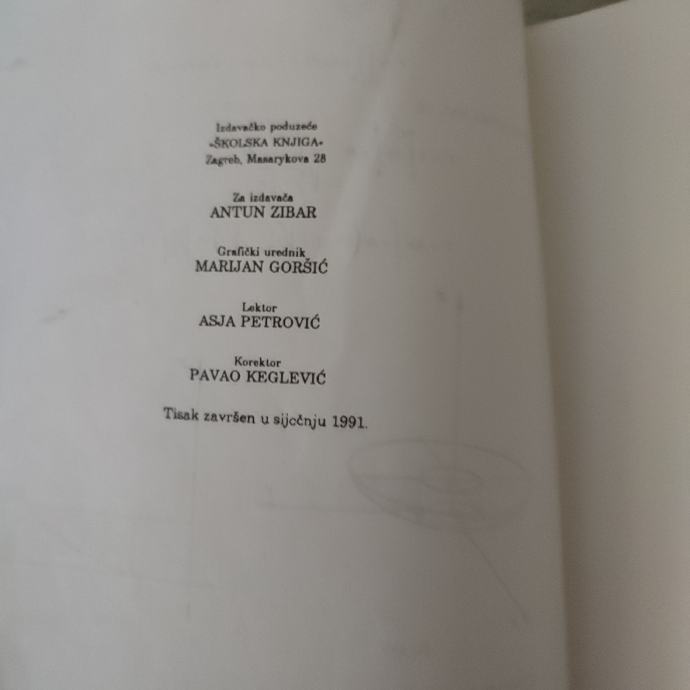 Izdavačko poduzeće
»ŠKOLSKA KNJIGA«
Zagreb, Masarykova 28
Za izdavača
ANTUN ZIBAR
Grafički urednik
MARIJAN GORŠIĆ
Lektor
ASJA PETROVIĆ
Korektor
PAVAO KEGLEVIĆ
Tisak završen u siječnju 1991.